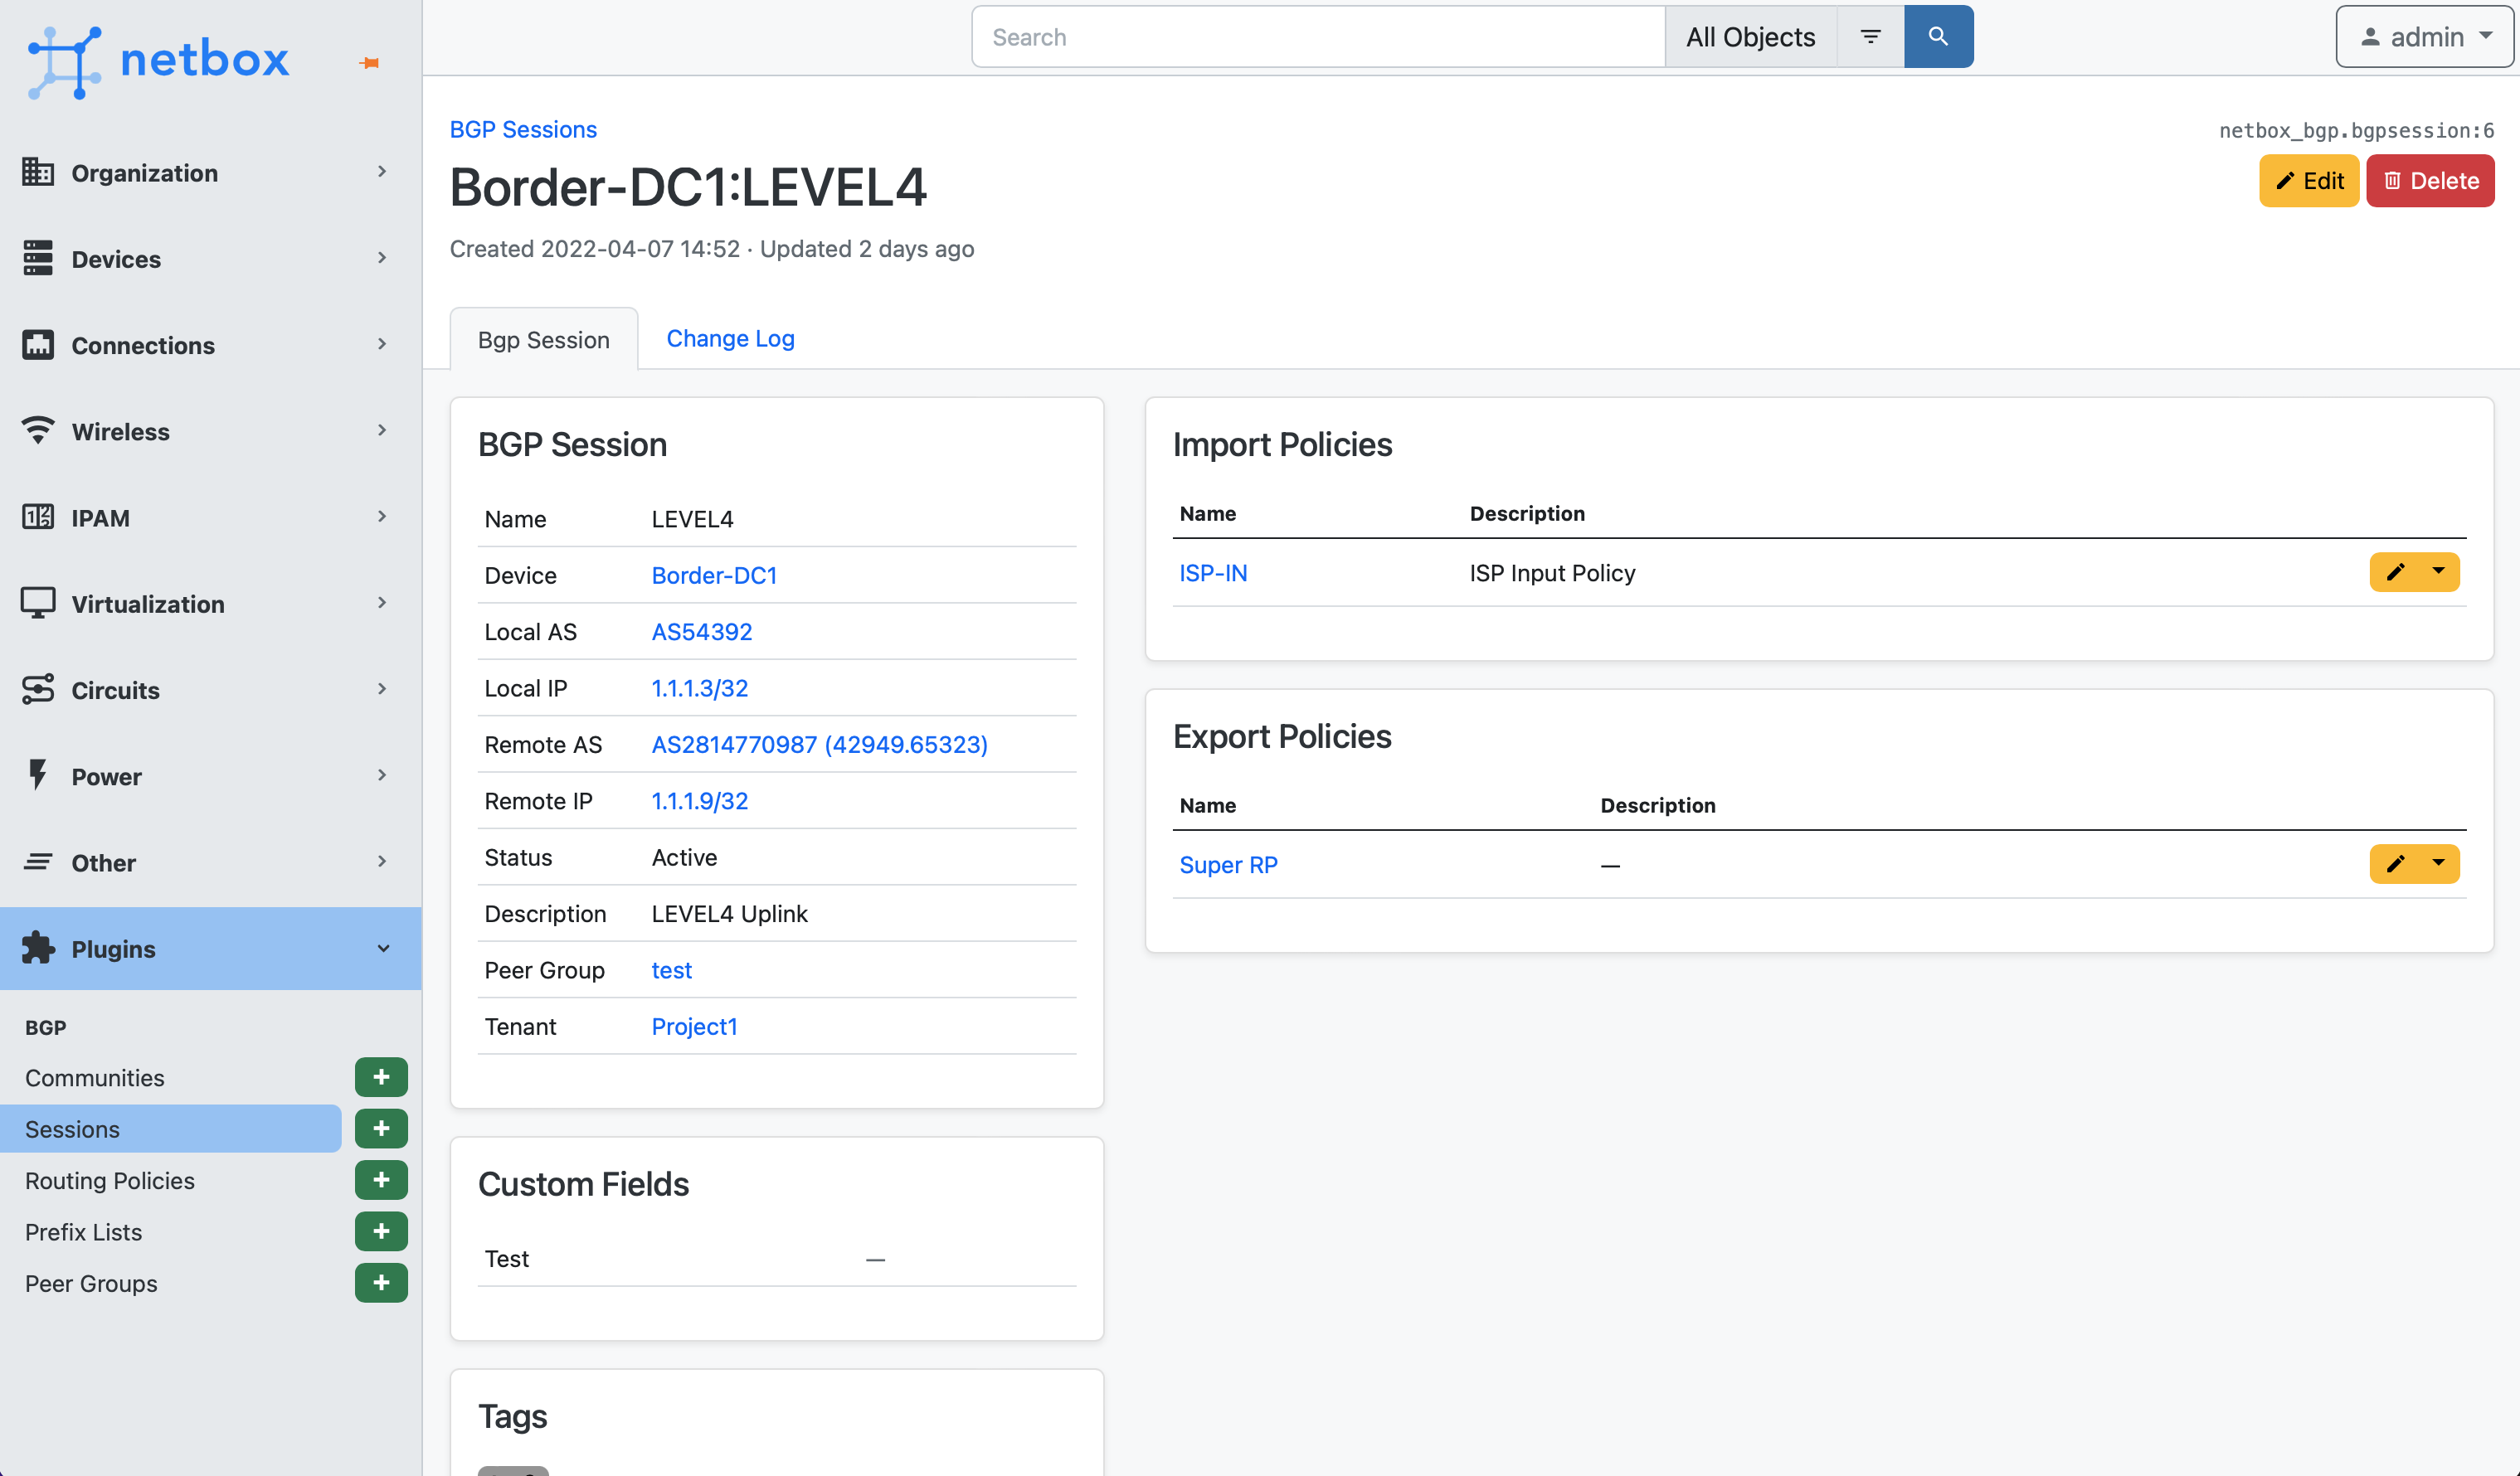 netbox
Search
All Objects
admin
Organization
Devices
Connections
Wireless
IPAM
Virtualization
Circuits
Power
Other
Plugins
BGP
Communities
Sessions
Routing Policies
Prefix Lists
Peer Groups
BGP Sessions
netbox_bgp.bgpsession:6
Border-DC1:LEVEL4
Edit
Delete
Created 2022-04-07 14:52 · Updated 2 days ago
Bgp Session
Change Log
BGP Session
Name LEVEL4
Device Border-DC1
Local AS AS54392
Local IP 1.1.1.3/32
Remote AS AS2814770987 (42949.65323)
Remote IP 1.1.1.9/32
Status Active
Description LEVEL4 Uplink
Peer Group test
Tenant Project1
Custom Fields
Test —
Tags
Import Policies
Name Description
ISP-IN ISP Input Policy
Export Policies
Name Description
Super RP —